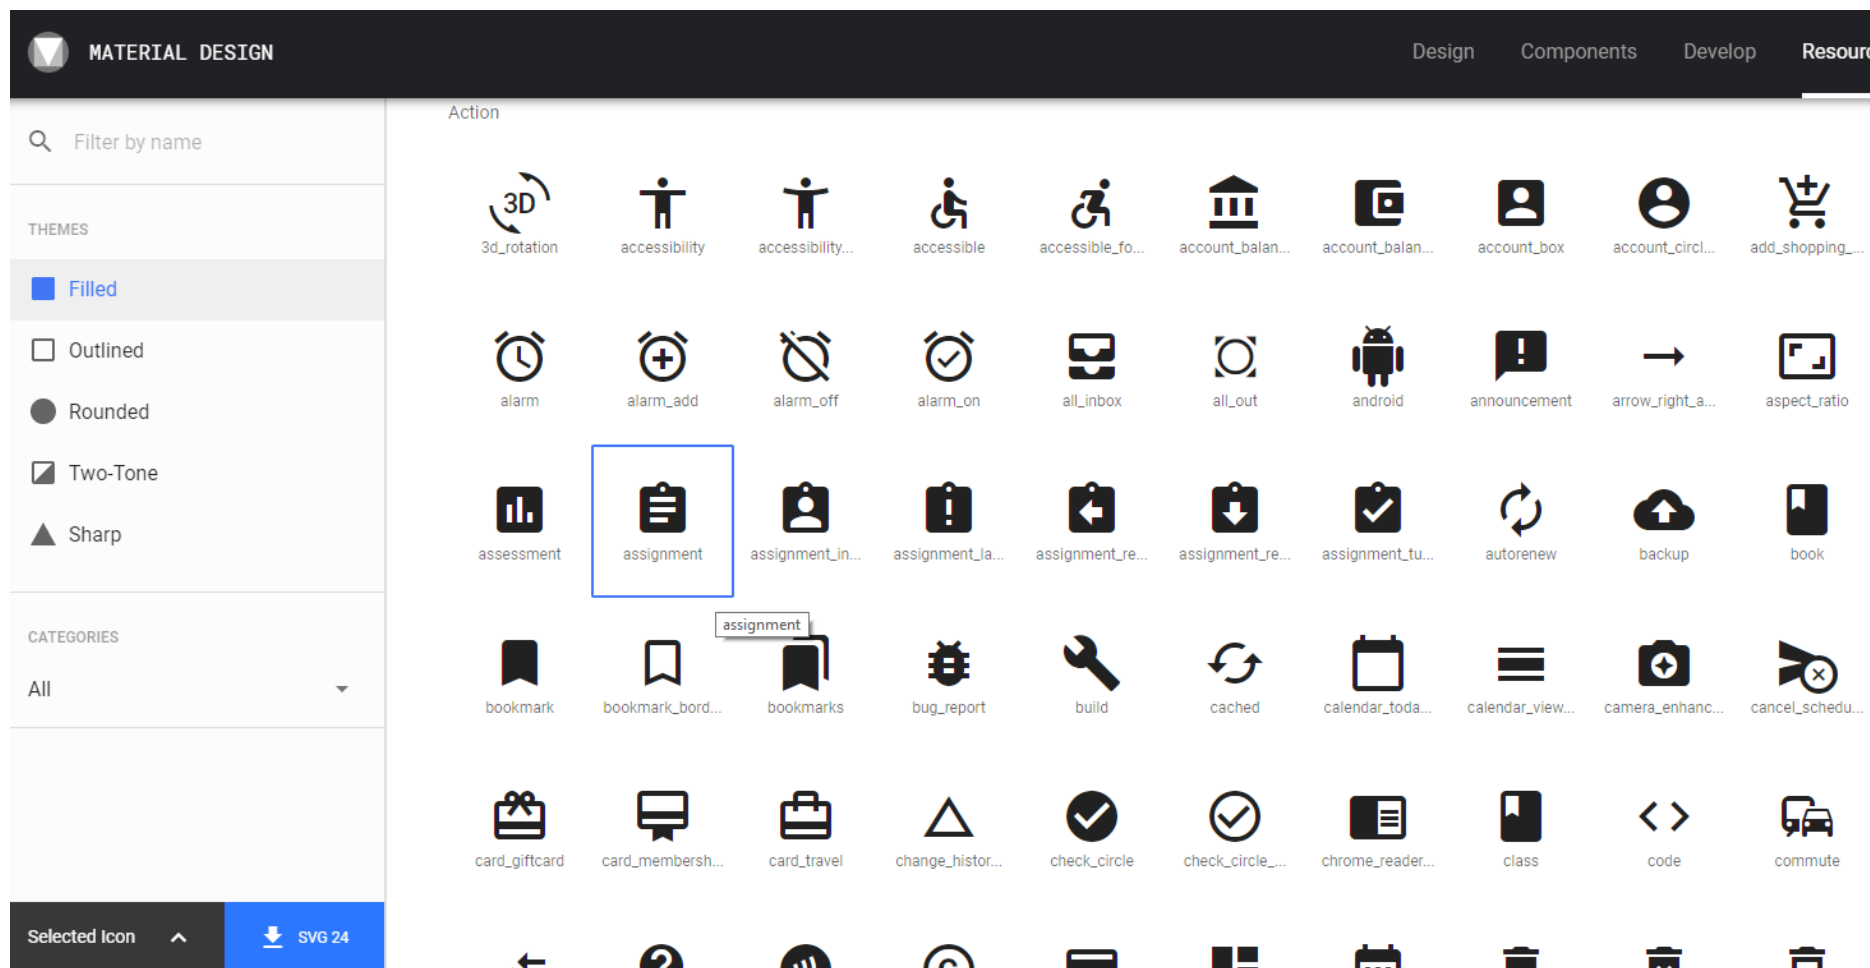 MATERIAL DESIGN
Design Components Develop Resourc
Filter by name
THEMES
Filled
Outlined
Rounded
Two-Tone
Sharp
CATEGORIES
All
Selected Icon
SVG 24
Action
3D
3d_rotation accessibility accessibility... accessible accessible_fo... account_balan... account_balan... account_box account_circl... add_shopping_...
alarm alarm_add alarm_off alarm_on all_inbox all_out android announcement arrow_right_a... aspect_ratio
assessment assignment assignment_in... assignment_la... assignment_re... assignment_re... assignment_tu... autorenew backup book
assignment
bookmark bookmark_bord... bookmarks bug_report build cached calendar_toda... calendar_view... camera_enhanc... cancel_schedu...
card_giftcard card_membersh... card_travel change_histor... check_circle check_circle_... chrome_reader... class code commute